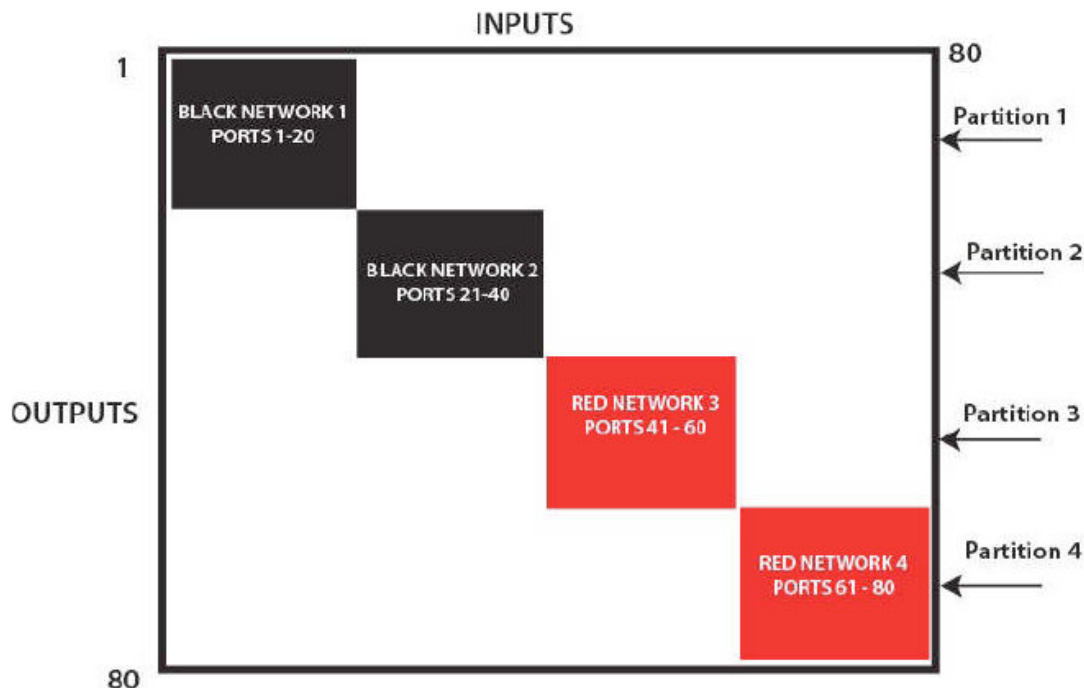 INPUTS
1
80
BLACK NETWORK 1
PORTS 1-20
Partition 1
BLACK NETWORK 2
PORTS 21-40
Partition 2
OUTPUTS
RED NETWORK 3
PORTS 41 - 60
Partition 3
RED NETWORK 4
PORTS 61 - 80
Partition 4
80